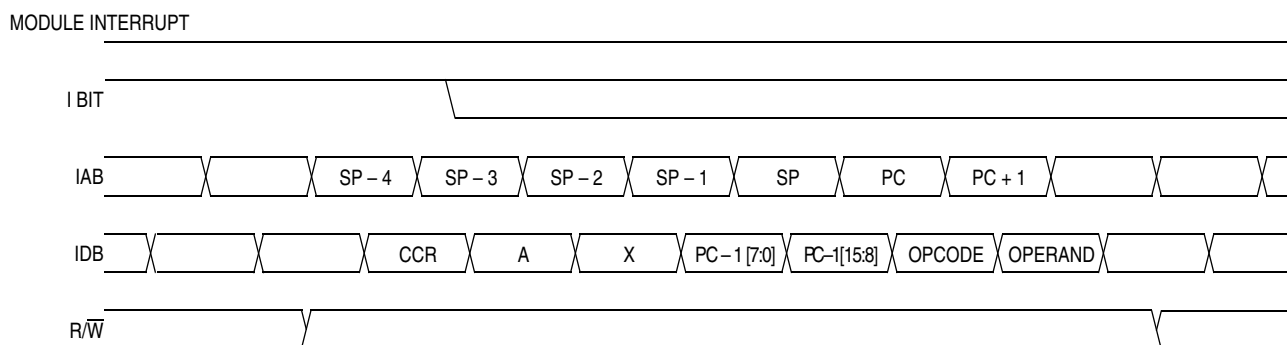 MODULE INTERRUPT
I BIT
IAB SP – 4 SP – 3 SP – 2 SP – 1 SP PC PC + 1
IDB CCR A X PC – 1 [7:0] PC–1[15:8] OPCODE OPERAND
R/W̅